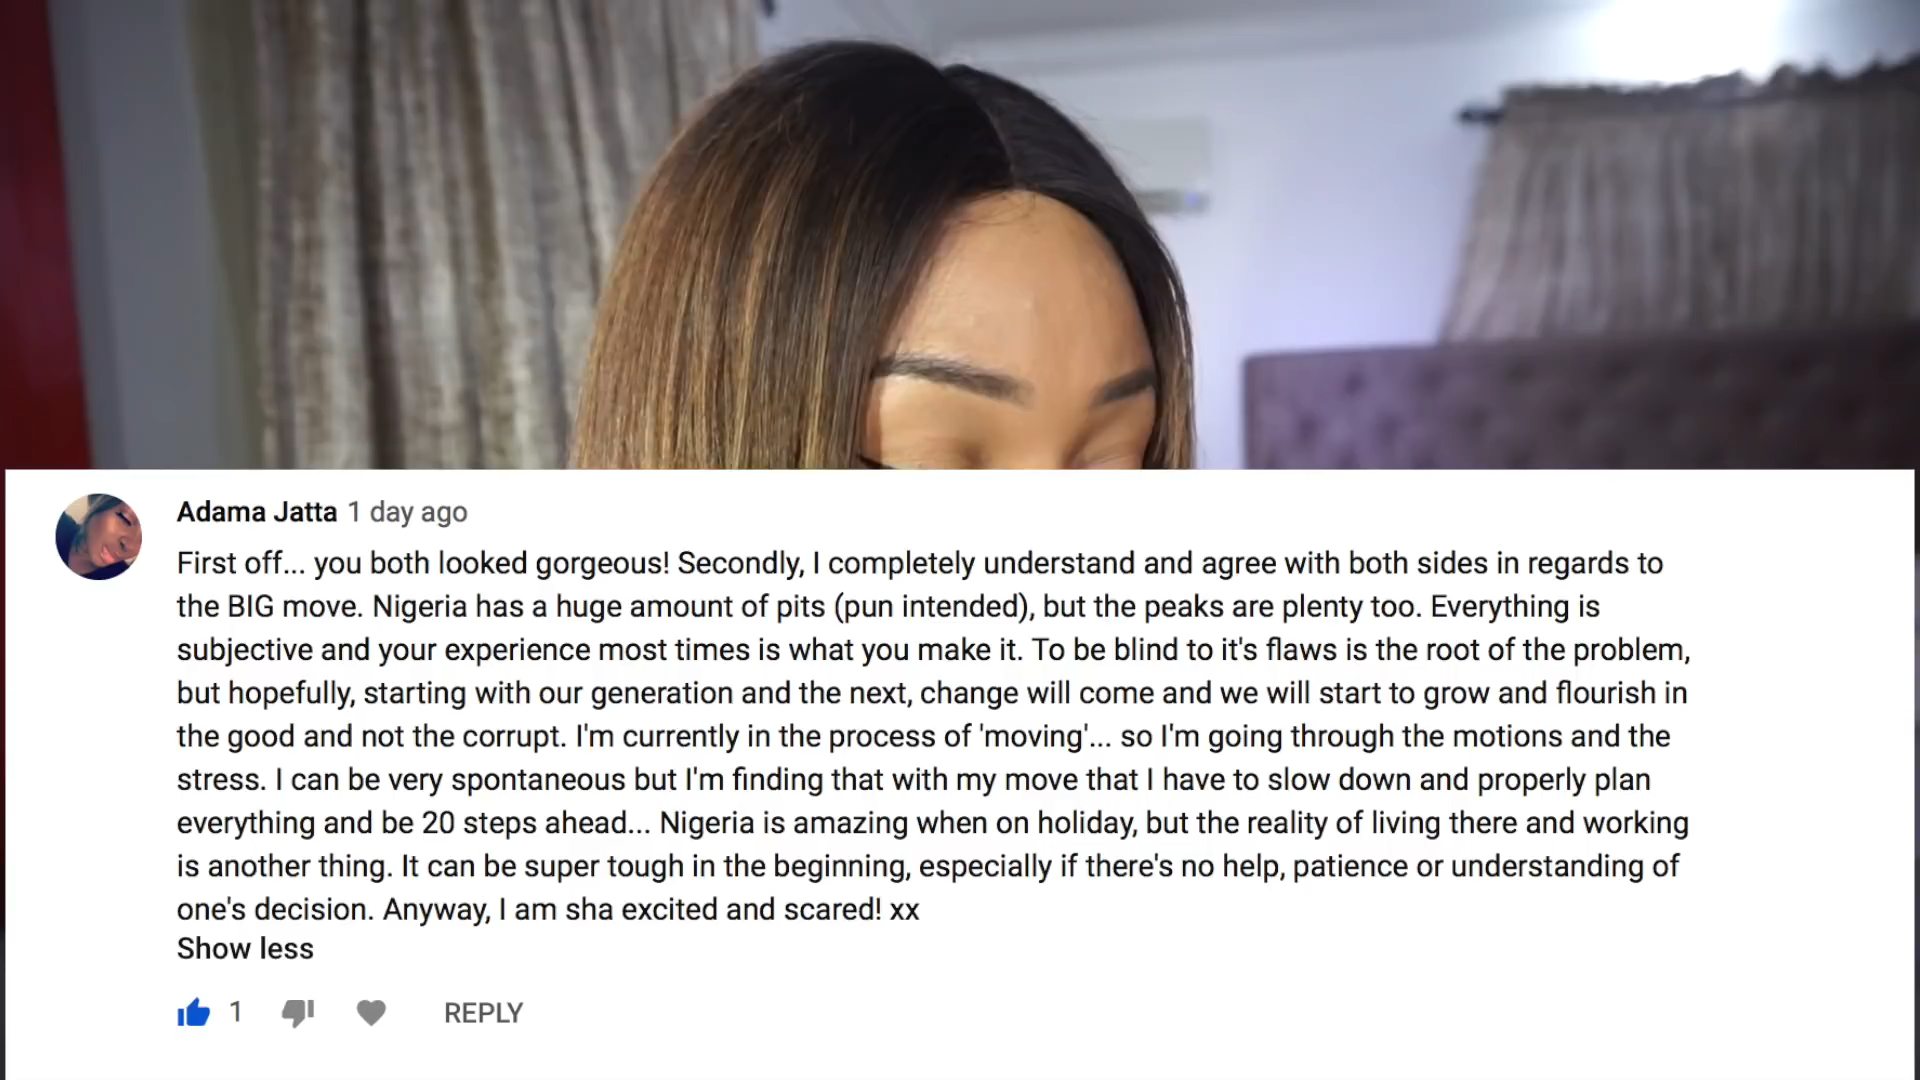 Adama Jatta 1 day ago
First off... you both looked gorgeous! Secondly, I completely understand and agree with both sides in regards to
the BIG move. Nigeria has a huge amount of pits (pun intended), but the peaks are plenty too. Everything is
subjective and your experience most times is what you make it. To be blind to it's flaws is the root of the problem,
but hopefully, starting with our generation and the next, change will come and we will start to grow and flourish in
the good and not the corrupt. I'm currently in the process of 'moving'... so I'm going through the motions and the
stress. I can be very spontaneous but I'm finding that with my move that I have to slow down and properly plan
everything and be 20 steps ahead... Nigeria is amazing when on holiday, but the reality of living there and working
is another thing. It can be super tough in the beginning, especially if there's no help, patience or understanding of
one's decision. Anyway, I am sha excited and scared! xx
Show less
1 REPLY